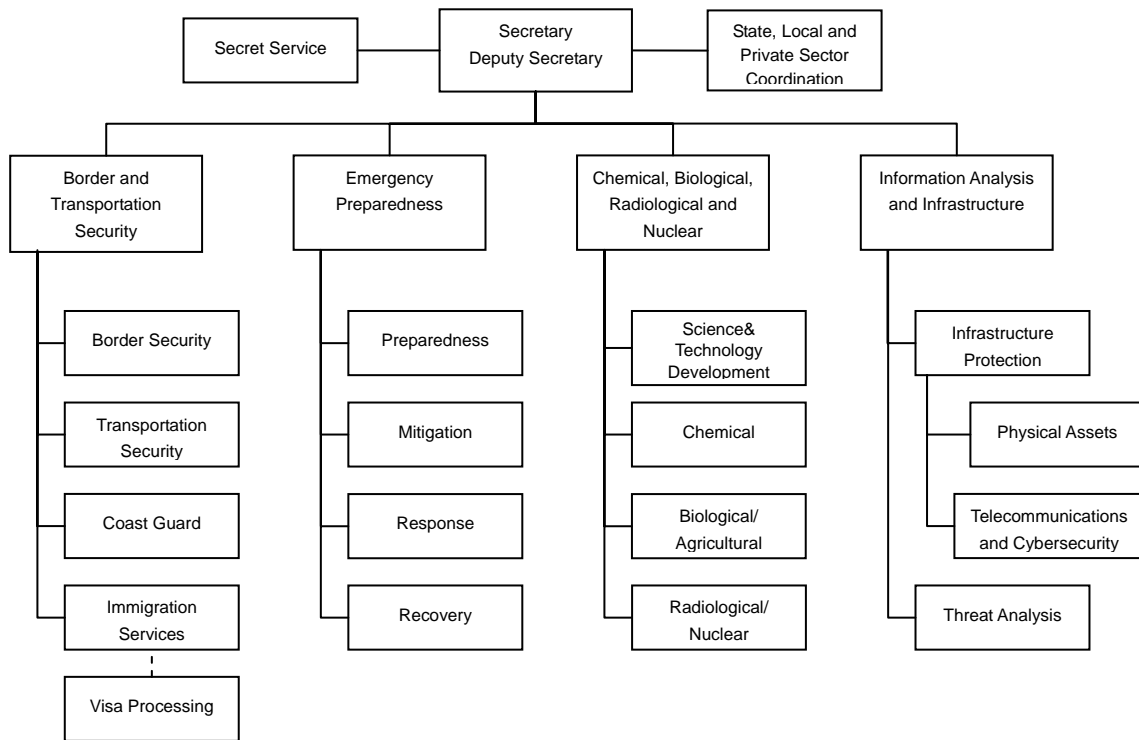 Secret Service
Secretary
Deputy Secretary
State, Local and
Private Sector
Coordination
Border and
Transportation
Security
Emergency
Preparedness
Chemical, Biological,
Radiological and
Nuclear
Information Analysis
and Infrastructure
Border Security
Transportation
Security
Coast Guard
Immigration
Services
Visa Processing
Preparedness
Mitigation
Response
Recovery
Science&
Technology
Development
Chemical
Biological/
Agricultural
Radiological/
Nuclear
Infrastructure
Protection
Physical Assets
Telecommunications
and Cybersecurity
Threat Analysis